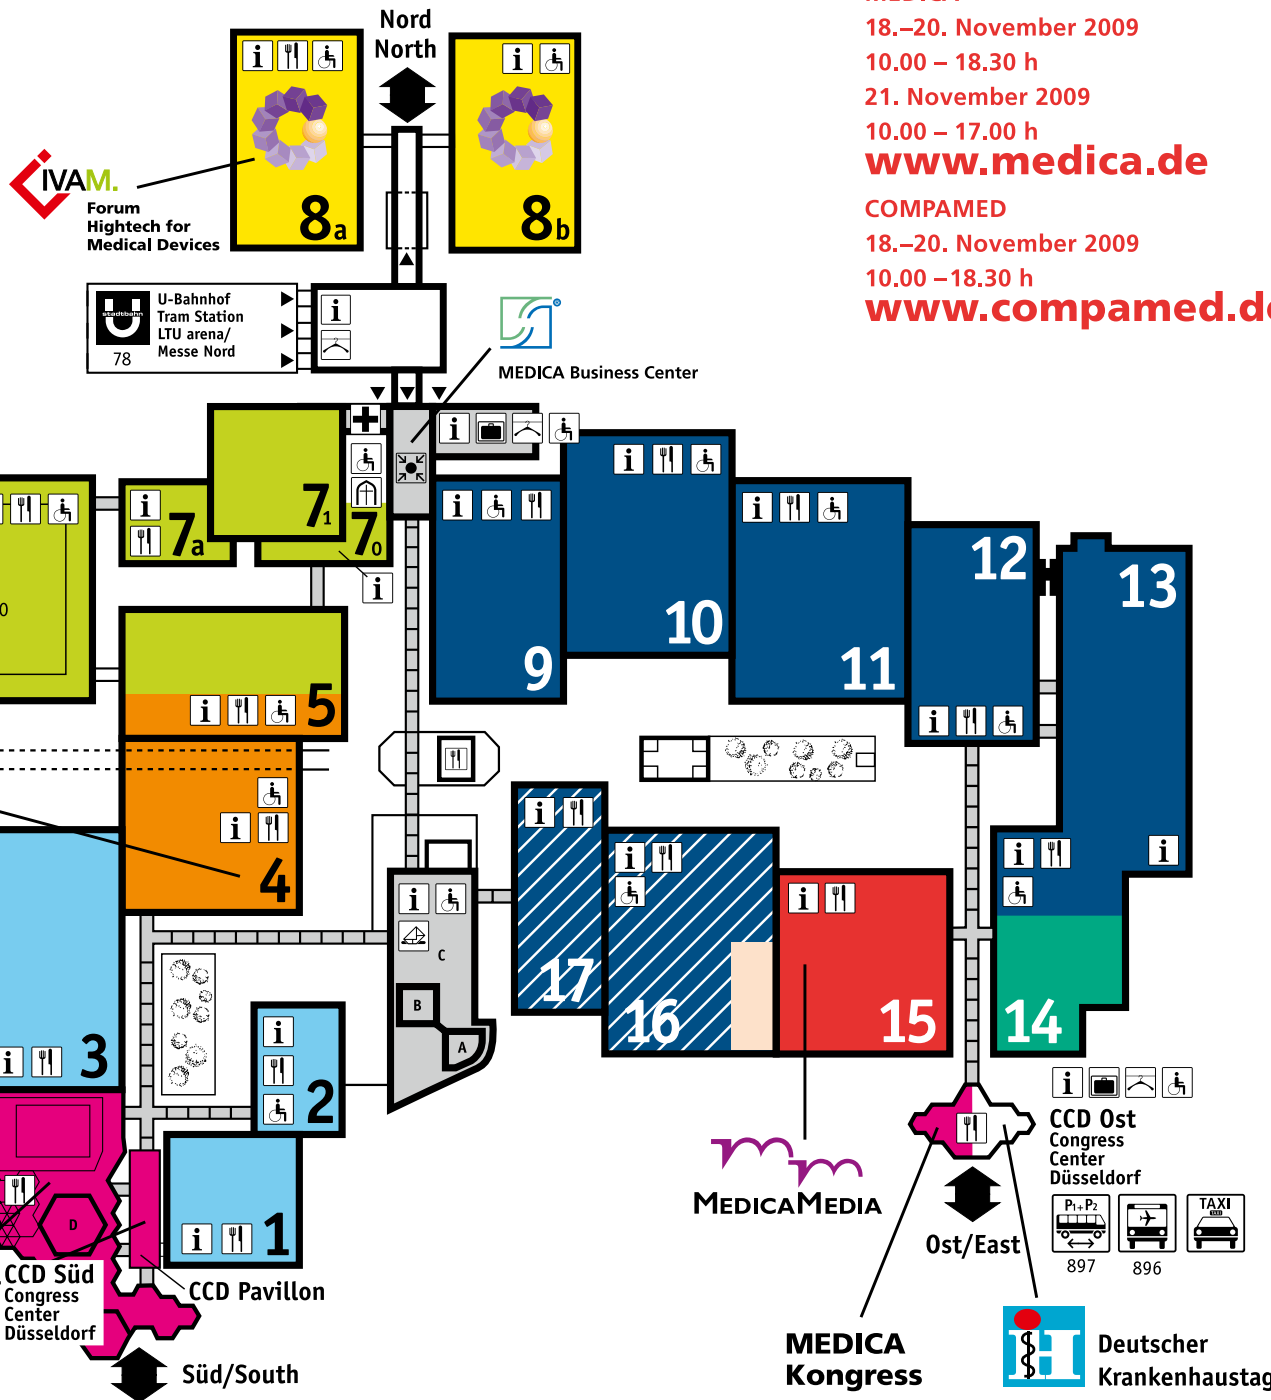 Nord
North
18.–20. November 2009
10.00 – 18.30 h
21. November 2009
10.00 – 17.00 h
www.medica.de
COMPAMED
18.–20. November 2009
10.00 –18.30 h
www.compamed.de
8a
8b
IVAM.
Forum
Hightech for
Medical Devices
stadtbahn
78
U-Bahnhof
Tram Station
LTU arena/
Messe Nord
MEDICA Business Center
7a
71
70
9
10
11
12
13
5
4
3
2
1
C
B
A
17
16
15
14
D
MEDICAMEDIA
CCD Ost
Congress
Center
Düsseldorf
P1+P2
897
896
TAXI
TAXI
Ost/East
CCD Süd
Congress
Center
Düsseldorf
CCD Pavillon
Süd/South
MEDICA
Kongress
Deutscher
Krankenhaustag